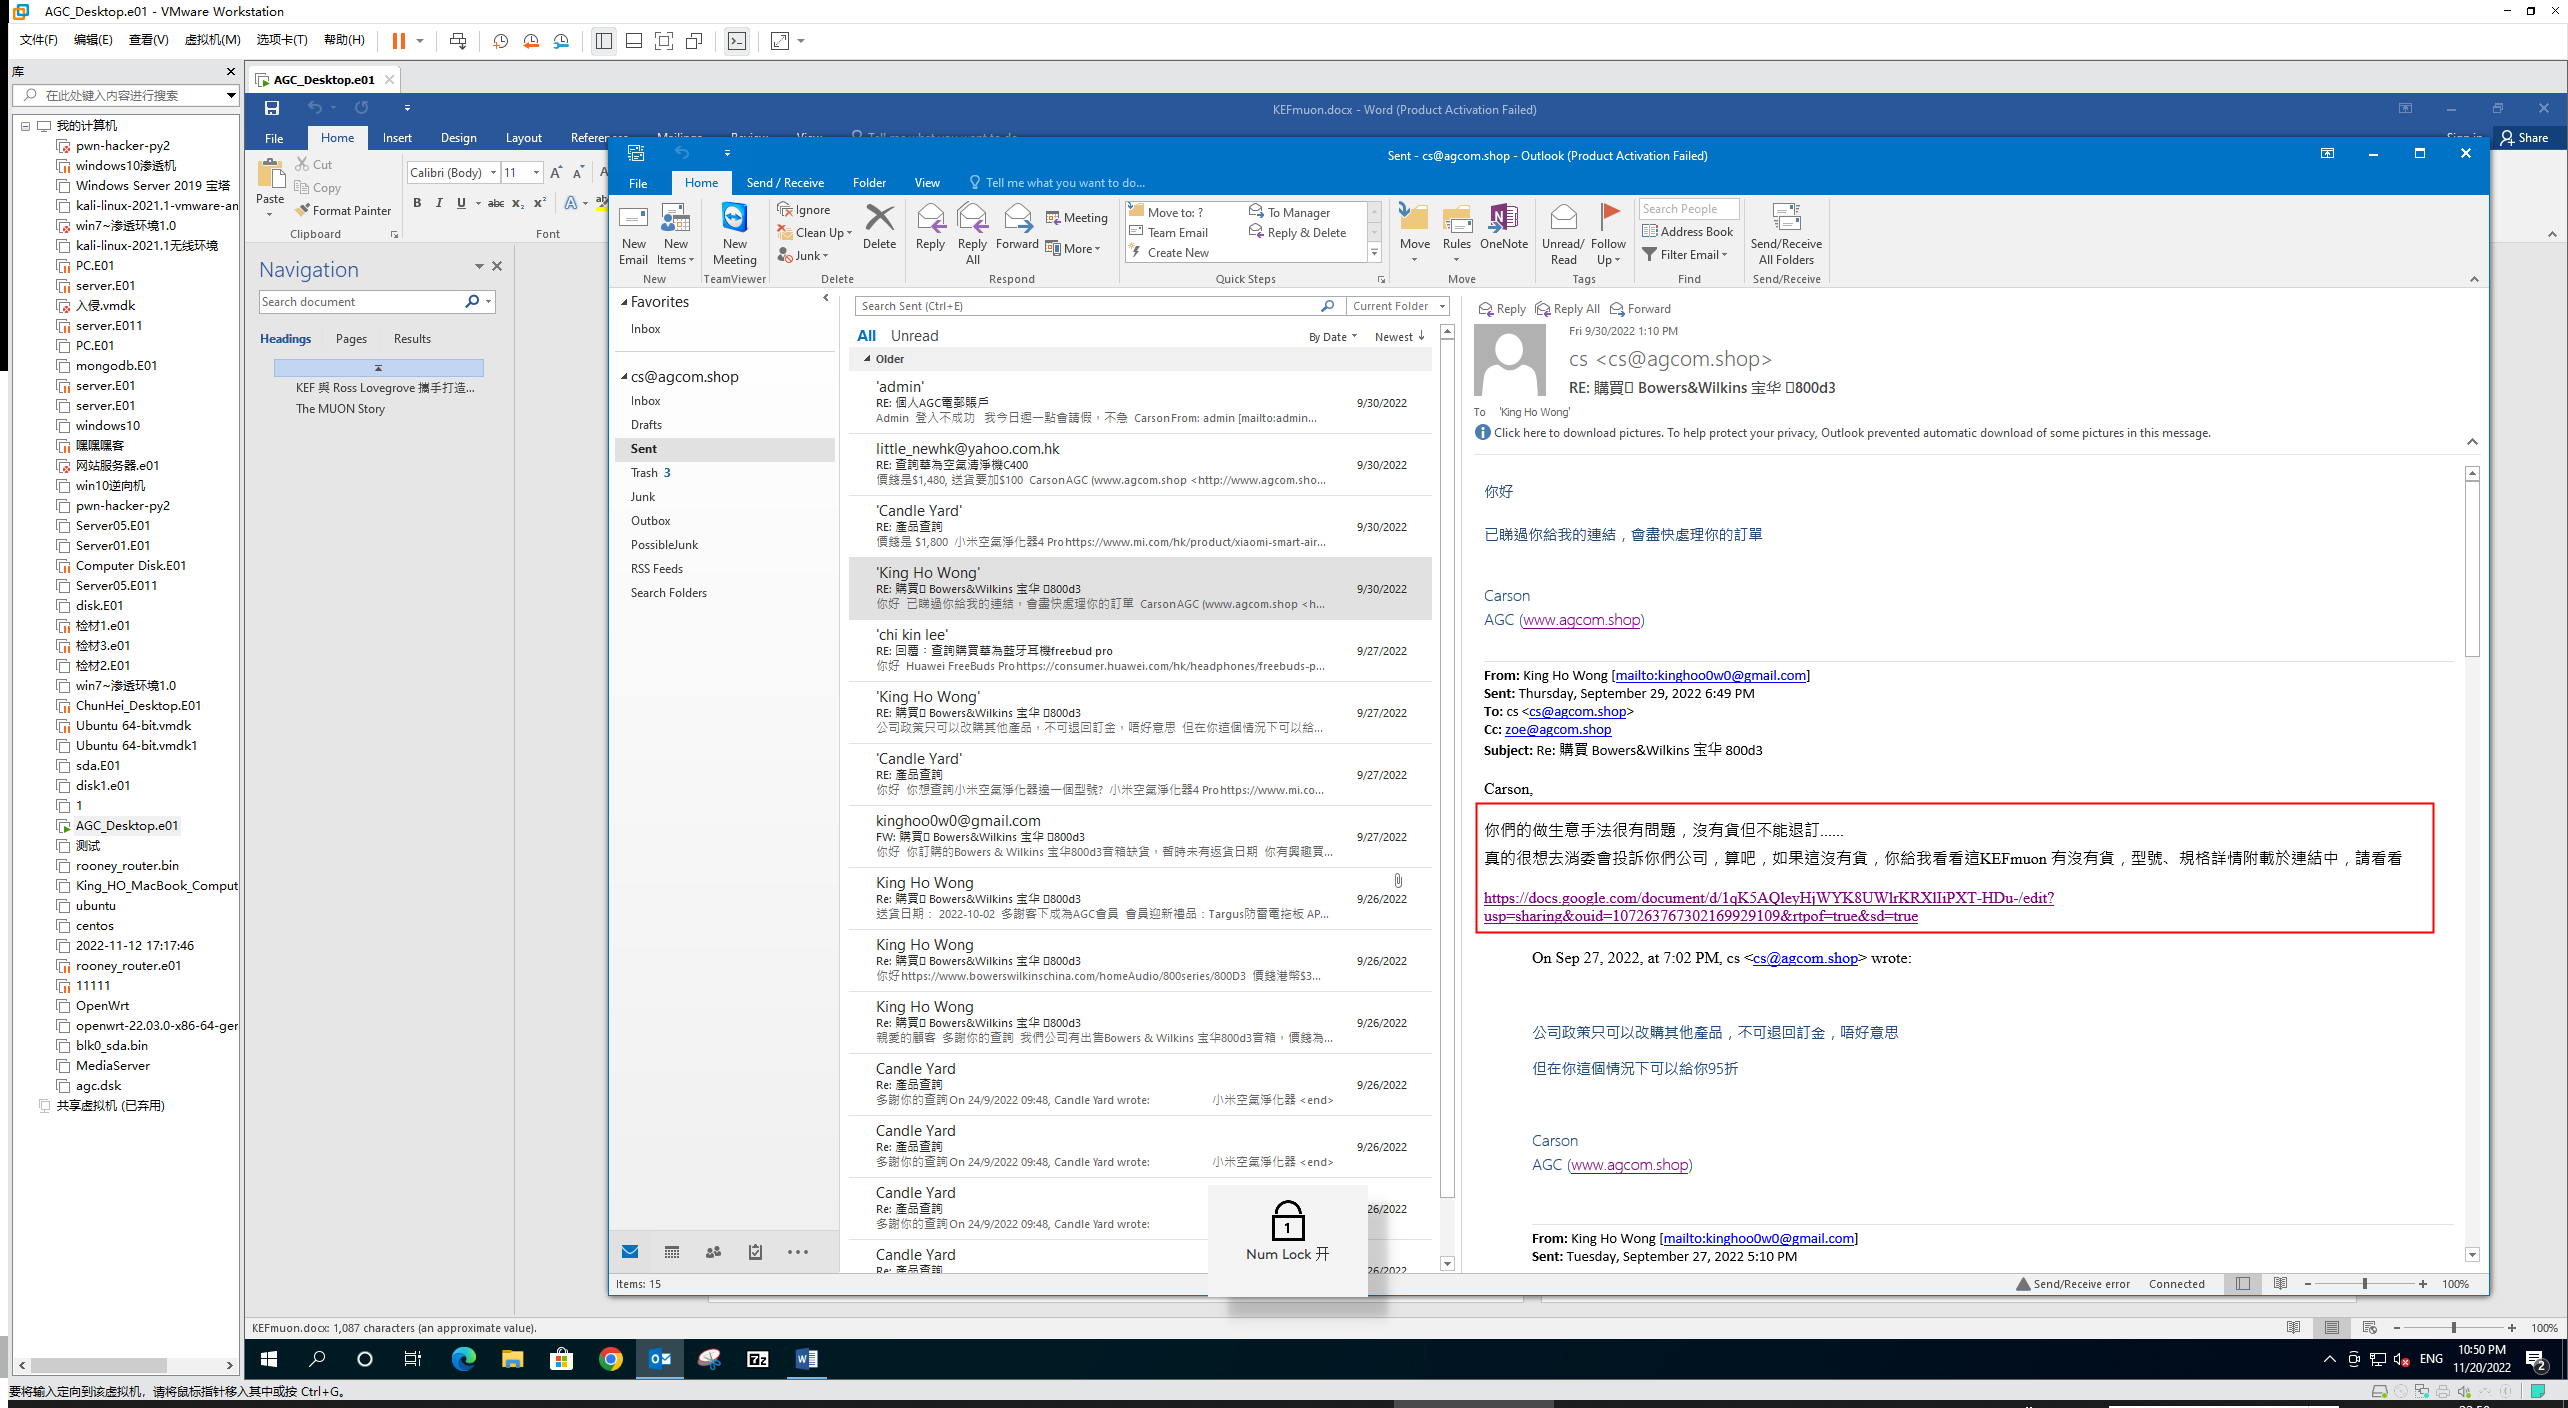 AGC_Desktop.e01 - VMware Workstation
文件(F) 编辑(E) 查看(V) 虚拟机(M) 选项卡(T) 帮助(H)
库
在此处键入内容进行搜索
我的计算机
pwn-hacker-py2
windows10渗透机
Windows Server 2019 宝塔
kali-linux-2021.1-vmware-am
win7~渗透环境1.0
kali-linux-2021.1无线环境
PC.E01
server.E01
入侵.vmdk
server.E011
PC.E01
mongodb.E01
server.E01
server.E01
windows10
嘿嘿嘿客
网站服务器.e01
win10逆向机
pwn-hacker-py2
Server05.E01
Server01.E01
Computer Disk.E01
Server05.E011
disk.E01
检材1.e01
检材3.e01
检材2.E01
win7~渗透环境1.0
ChunHei_Desktop.E01
Ubuntu 64-bit.vmdk
Ubuntu 64-bit.vmdk1
sda.E01
disk1.e01
1
AGC_Desktop.e01
测试
rooney_router.bin
King_HO_MacBook_Comput
ubuntu
centos
2022-11-12 17:17:46
rooney_router.e01
11111
OpenWrt
openwrt-22.03.0-x86-64-ger
blk0_sda.bin
MediaServer
agc.dsk
共享虚拟机 (已弃用)
AGC_Desktop.e01
KEFmuon.docx - Word (Product Activation Failed)
File Home Insert Design Layout
Share
Paste
Cut
Copy
Format Painter
Clipboard
Calibri (Body) 11
B I U abc
Font
Navigation
Search document
Headings Pages Results
KEF 與 Ross Lovegrove 攜手打造...
The MUON Story
Sent - cs@agcom.shop - Outlook (Product Activation Failed)
File Home Send / Receive Folder View Tell me what you want to do...
New Email
New Items
New
New Meeting
TeamViewer
Ignore
Clean Up
Junk
Delete
Delete
Reply
Reply All
Forward
Meeting
More
Respond
Move to: ?
Team Email
Create New
To Manager
Reply & Delete
Quick Steps
Move
Rules
OneNote
Move
Unread/ Read
Follow Up
Tags
Search People
Address Book
Filter Email
Find
Send/Receive All Folders
Send/Receive
Favorites
Inbox
cs@agcom.shop
Inbox
Drafts
Sent
Trash 3
Junk
Outbox
PossibleJunk
RSS Feeds
Search Folders
Search Sent (Ctrl+E) Current Folder
All Unread By Date Newest
Older
'admin'
RE: 個人AGC電郵賬戶 9/30/2022
Admin 登入不成功 我今日遲一點會請假，不急 Carson From: admin [mailto:admin...
little_newhk@yahoo.com.hk
RE: 查詢華為空氣清淨機C400 9/30/2022
價錢是$1,480, 送貨要加$100 Carson AGC (www.agcom.shop <http://www.agcom.sho...
'Candle Yard'
RE: 產品查詢 9/30/2022
價錢是 $1,800 小米空氣淨化器4 Pro https://www.mi.com/hk/product/xiaomi-smart-air...
'King Ho Wong'
RE: 購買 Bowers&Wilkins 宝华 800d3 9/30/2022
你好 已睇過你給我的連結，會盡快處理你的訂單 Carson AGC (www.agcom.shop <h...
'chi kin lee'
RE: 回覆：查詢購買華為藍牙耳機freebud pro 9/27/2022
你好 Huawei FreeBuds Pro https://consumer.huawei.com/hk/headphones/freebuds-p...
'King Ho Wong'
RE: 購買 Bowers&Wilkins 宝华 800d3 9/27/2022
公司政策只可以改購其他產品，不可退回訂金，唔好意思 但在你這個情況下可以給...
'Candle Yard'
RE: 產品查詢 9/27/2022
你好 你想查詢小米空氣淨化器邊一個型號? 小米空氣淨化器4 Pro https://www.mi.co...
kinghoo0w0@gmail.com
FW: 購買 Bowers&Wilkins 宝华 800d3 9/27/2022
你好 你訂購的Bowers & Wilkins 宝华800d3音箱缺貨，暫時未有返貨日期 你有興趣買...
King Ho Wong
Re: 購買 Bowers&Wilkins 宝华 800d3 9/26/2022
送貨日期： 2022-10-02 多謝客下成為AGC會員 會員迎新禮品：Targus防雷電拖板 AP...
King Ho Wong
Re: 購買 Bowers&Wilkins 宝华 800d3 9/26/2022
你好 https://www.bowerswilkinschina.com/homeAudio/800series/800D3 價錢港幣$3...
King Ho Wong
Re: 購買 Bowers&Wilkins 宝华 800d3 9/26/2022
親愛的顧客 多謝你的查詢 我們公司有出售Bowers & Wilkins 宝华800d3音箱，價錢為...
Candle Yard
Re: 產品查詢 9/26/2022
多謝你的查詢 On 24/9/2022 09:48, Candle Yard wrote: 小米空氣淨化器 <end>
Candle Yard
Re: 產品查詢 9/26/2022
多謝你的查詢 On 24/9/2022 09:48, Candle Yard wrote: 小米空氣淨化器 <end>
Candle Yard
Re: 產品查詢 26/2022
多謝你的查詢 On 24/9/2022 09:48, Candle Yard wrote:
Candle Yard
Re: 產品查詢 26/2022
Num Lock 开
Items: 15
Reply Reply All Forward
Fri 9/30/2022 1:10 PM
cs <cs@agcom.shop>
RE: 購買 Bowers&Wilkins 宝华 800d3
To 'King Ho Wong'
Click here to download pictures. To help protect your privacy, Outlook prevented automatic download of some pictures in this message.
你好
已睇過你給我的連結，會盡快處理你的訂單
Carson
AGC (www.agcom.shop)
From: King Ho Wong [mailto:kinghoo0w0@gmail.com]
Sent: Thursday, September 29, 2022 6:49 PM
To: cs <cs@agcom.shop>
Cc: zoe@agcom.shop
Subject: Re: 購買 Bowers&Wilkins 宝华 800d3
Carson,
你們的做生意手法很有問題，沒有貨但不能退訂......
真的很想去消委會投訴你們公司，算吧，如果這沒有貨，你給我看看這KEFmuon 有沒有貨，型號、規格詳情附載於連結中，請看看
https://docs.google.com/document/d/1qK5AQleyHjWYK8UWlrKRXlIiPXT-HDu-/edit?
usp=sharing&ouid=107263767302169929109&rtpof=true&sd=true
On Sep 27, 2022, at 7:02 PM, cs <cs@agcom.shop> wrote:
公司政策只可以改購其他產品，不可退回訂金，唔好意思
但在你這個情況下可以給你95折
Carson
AGC (www.agcom.shop)
From: King Ho Wong [mailto:kinghoo0w0@gmail.com]
Sent: Tuesday, September 27, 2022 5:10 PM
Send/Receive error Connected 100%
KEFmuon.docx: 1,087 characters (an approximate value). 100%
ENG 10:50 PM
11/20/2022
2
要将输入定向到该虚拟机，请将鼠标指针移入其中或按 Ctrl+G。